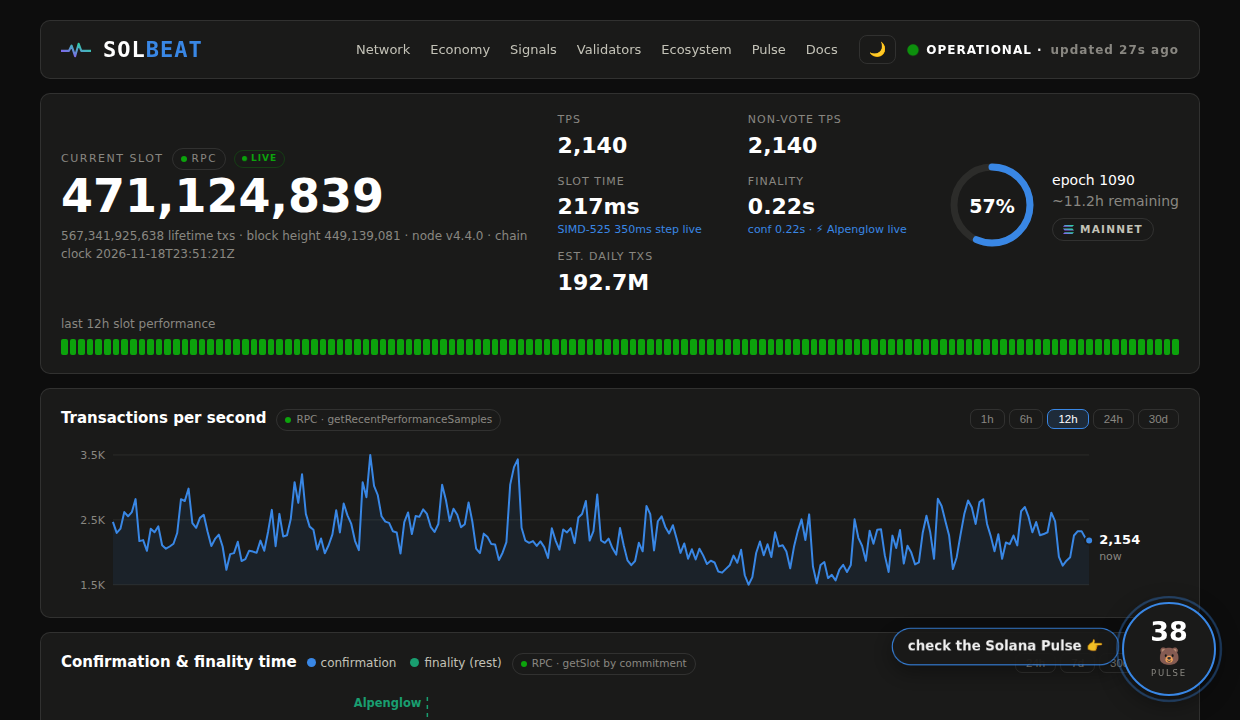 SOLBEAT
Network Economy Signals Validators Ecosystem Pulse Docs
OPERATIONAL · updated 27s ago
CURRENT SLOT RPC LIVE
471,124,839
567,341,925,638 lifetime txs · block height 449,139,081 · node v4.4.0 · chain
clock 2026-11-18T23:51:21Z
TPS
2,140
NON-VOTE TPS
2,140
SLOT TIME
217ms
SIMD-525 350ms step live
FINALITY
0.22s
conf 0.22s · ⚡ Alpenglow live
EST. DAILY TXS
192.7M
57%
epoch 1090
~11.2h remaining
MAINNET
last 12h slot performance
Transactions per second RPC · getRecentPerformanceSamples
1h 6h 12h 24h 30d
3.5K
2.5K
1.5K
2,154
now
Confirmation & finality time confirmation finality (rest) RPC · getSlot by commitment
check the Solana Pulse 👉
38
PULSE
Alpenglow